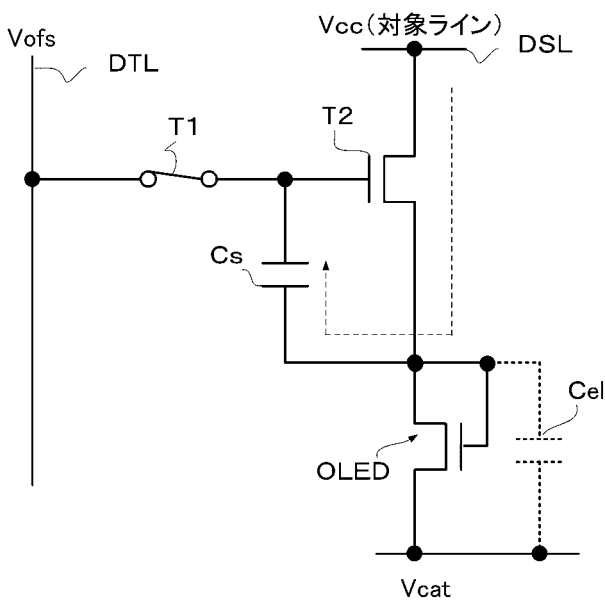 Vofs
DTL
Vcc(対象ライン)
DSL
T1
T2
Cs
Cel
OLED
Vcat